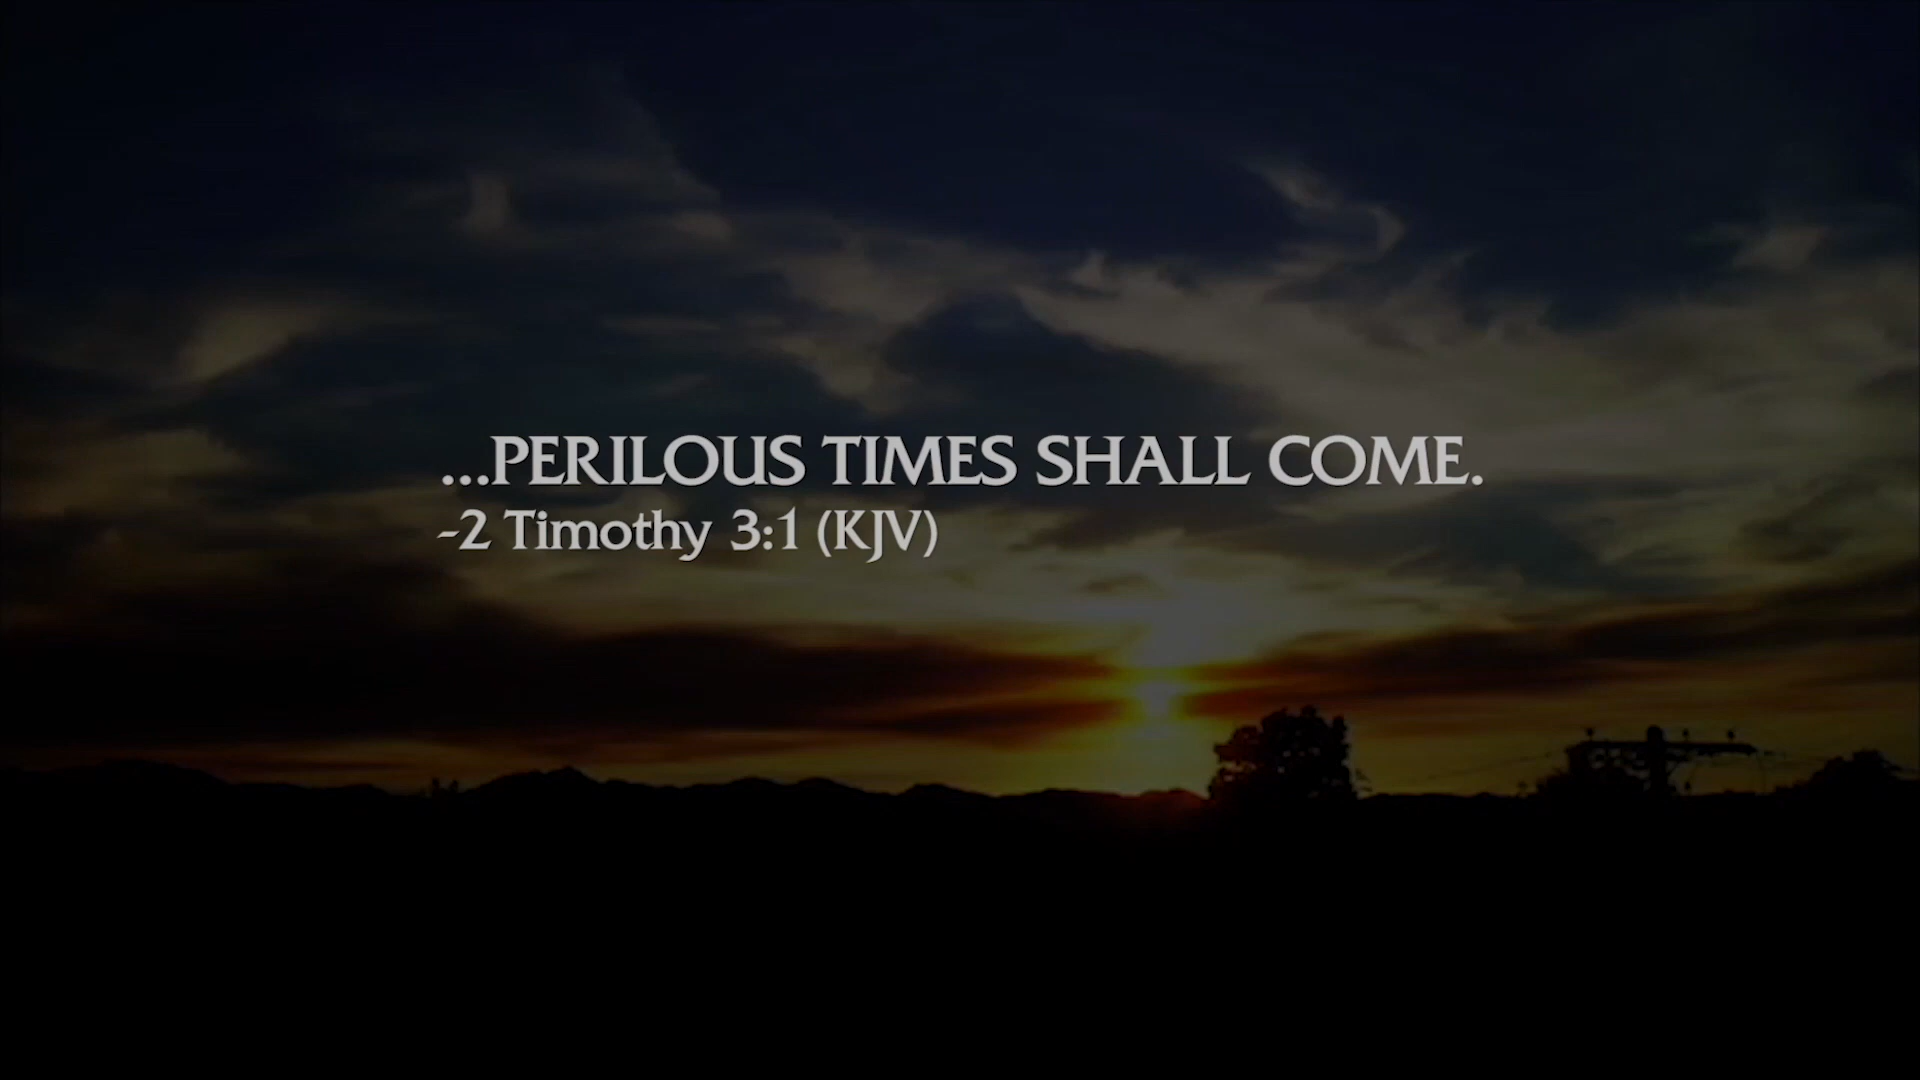 ...PERILOUS TIMES SHALL COME.
~2 Timothy 3:1 (KJV)